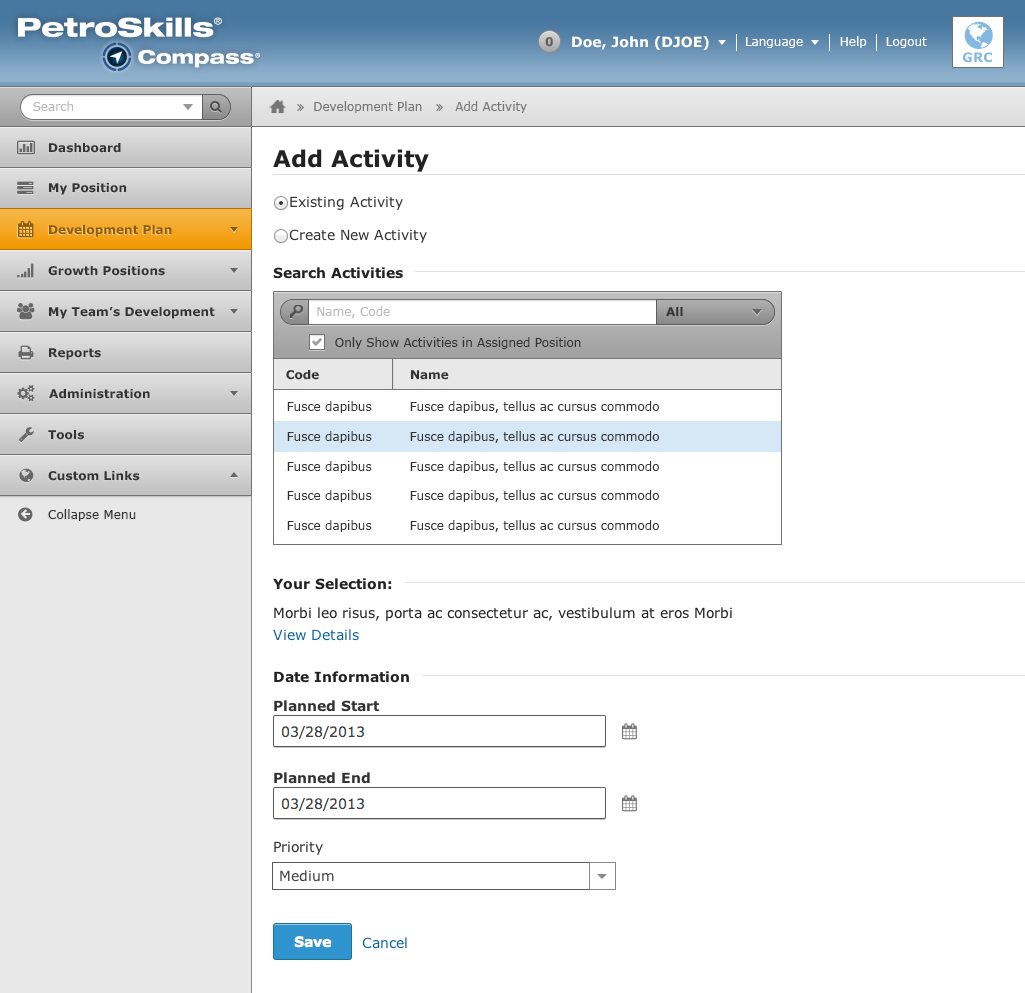 PetroSkills®
Compass®
0 Doe, John (DJOE) Language Help Logout
GRC
Search
» Development Plan » Add Activity
Dashboard
My Position
Development Plan
Growth Positions
My Team's Development
Reports
Administration
Tools
Custom Links
Collapse Menu
Add Activity
Existing Activity
Create New Activity
Search Activities
Name, Code All
Only Show Activities in Assigned Position
Code Name
Fusce dapibus Fusce dapibus, tellus ac cursus commodo
Fusce dapibus Fusce dapibus, tellus ac cursus commodo
Fusce dapibus Fusce dapibus, tellus ac cursus commodo
Fusce dapibus Fusce dapibus, tellus ac cursus commodo
Fusce dapibus Fusce dapibus, tellus ac cursus commodo
Your Selection:
Morbi leo risus, porta ac consectetur ac, vestibulum at eros Morbi
View Details
Date Information
Planned Start
03/28/2013
Planned End
03/28/2013
Priority
Medium
Save Cancel